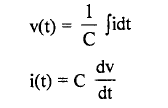 v(t) = 1/C ∫idt
i(t) = C dv/dt